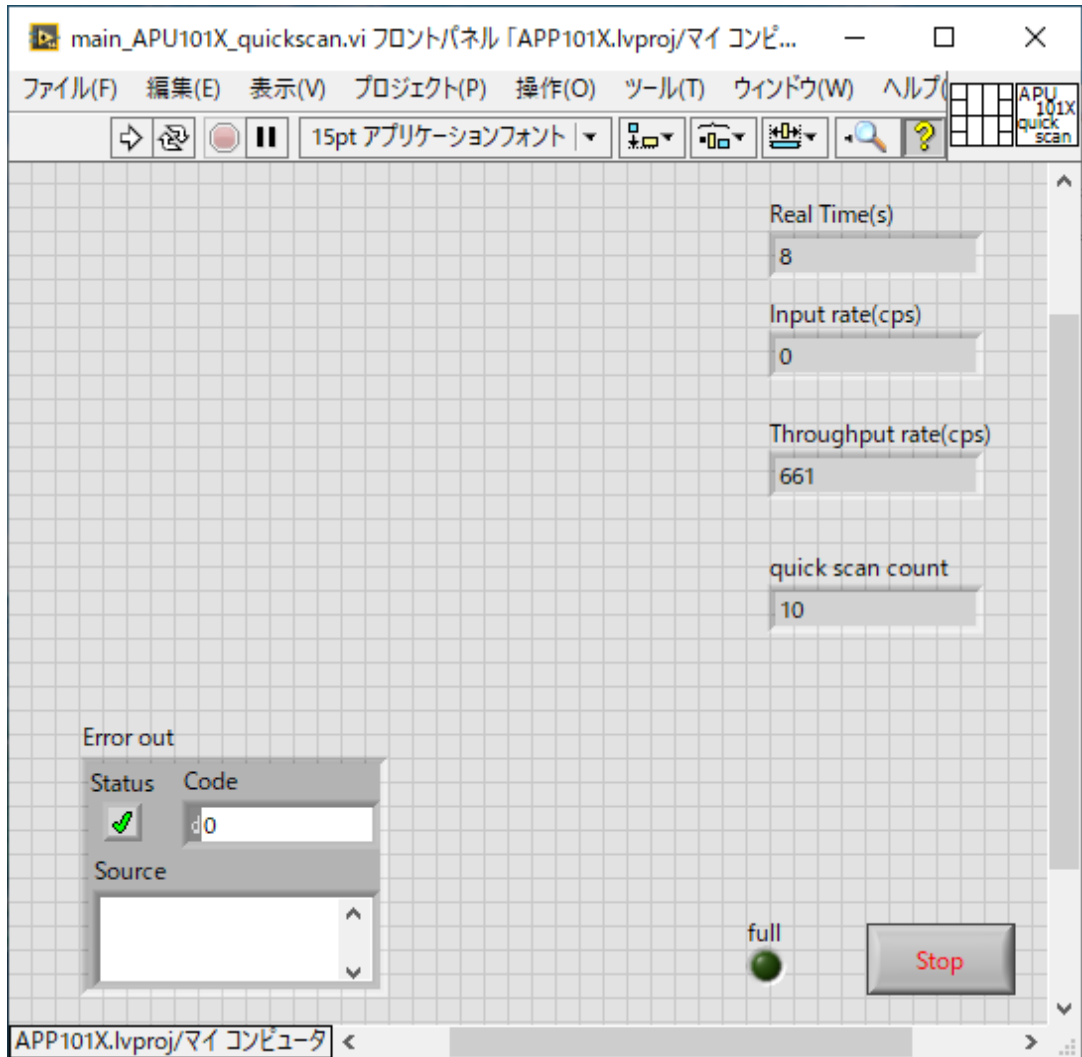 main_APU101X_quickscan.vi フロントパネル 「APP101X.lvproj/マイ コンピ...
ファイル(F) 編集(E) 表示(V) プロジェクト(P) 操作(O) ツール(T) ウィンドウ(W) ヘルプ(
APU
101X
quick
scan
15pt アプリケーションフォント
Real Time(s)
8
Input rate(cps)
0
Throughput rate(cps)
661
quick scan count
10
Error out
Status Code
d0
Source
full
Stop
APP101X.lvproj/マイ コンピュータ